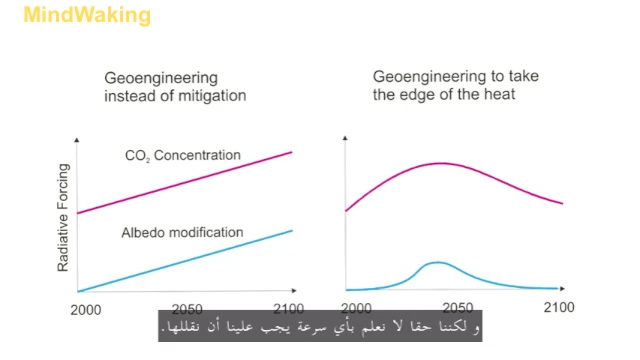 MindWaking
Geoengineering
instead of mitigation
Geoengineering to take
the edge of the heat
Radiative Forcing
CO₂ Concentration
Albedo modification
2000 2050 2100
2000 2050 2100
و لكننا حقا لا نعلم بأي سرعة يجب علينا أن نقللها.